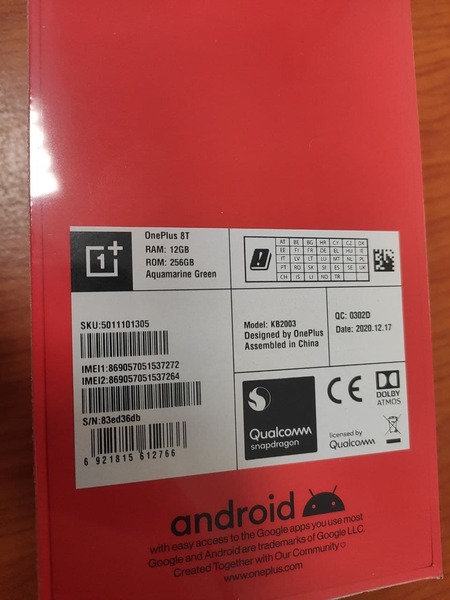 OnePlus 8T
RAM: 12GB
ROM: 256GB
Aquamarine Green
AT BE BG HR CY CZ DK
EE FI FR DE EL HU IE
IT LV LT LU MT NL PL
PT RO SK SI ES SE UK
CH IS LI NO TR
SKU:5011101305
IMEI1:869057051537272
IMEI2:869057051537264
S/N:83ed36db
6 921815 612766
Model: KB2003
Designed by OnePlus
Assembled in China
QC: 0302D
Date: 2020.12.17
Qualcomm
snapdragon
CE
DOLBY
ATMOS
licensed by
Qualcomm
android
with easy access to the Google apps you use most
Google and Android are trademarks of Google LLC.
Created Together with Our Community
www.oneplus.com